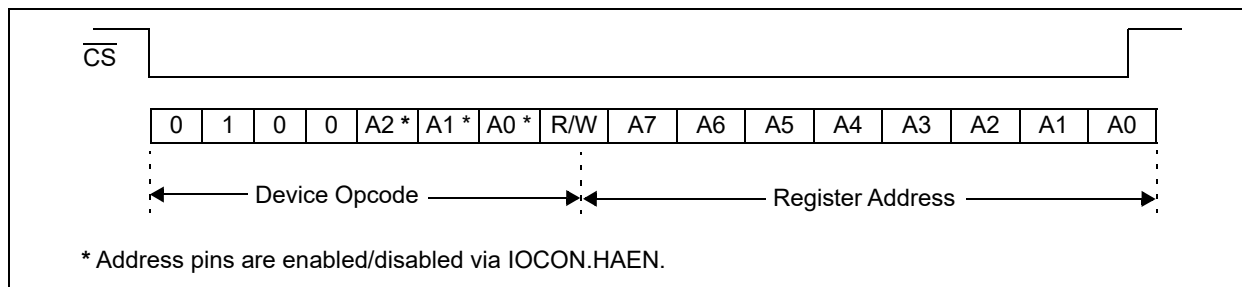 CS
0 1 0 0 A2 * A1 * A0 * R/W A7 A6 A5 A4 A3 A2 A1 A0
Device Opcode Register Address
* Address pins are enabled/disabled via IOCON.HAEN.